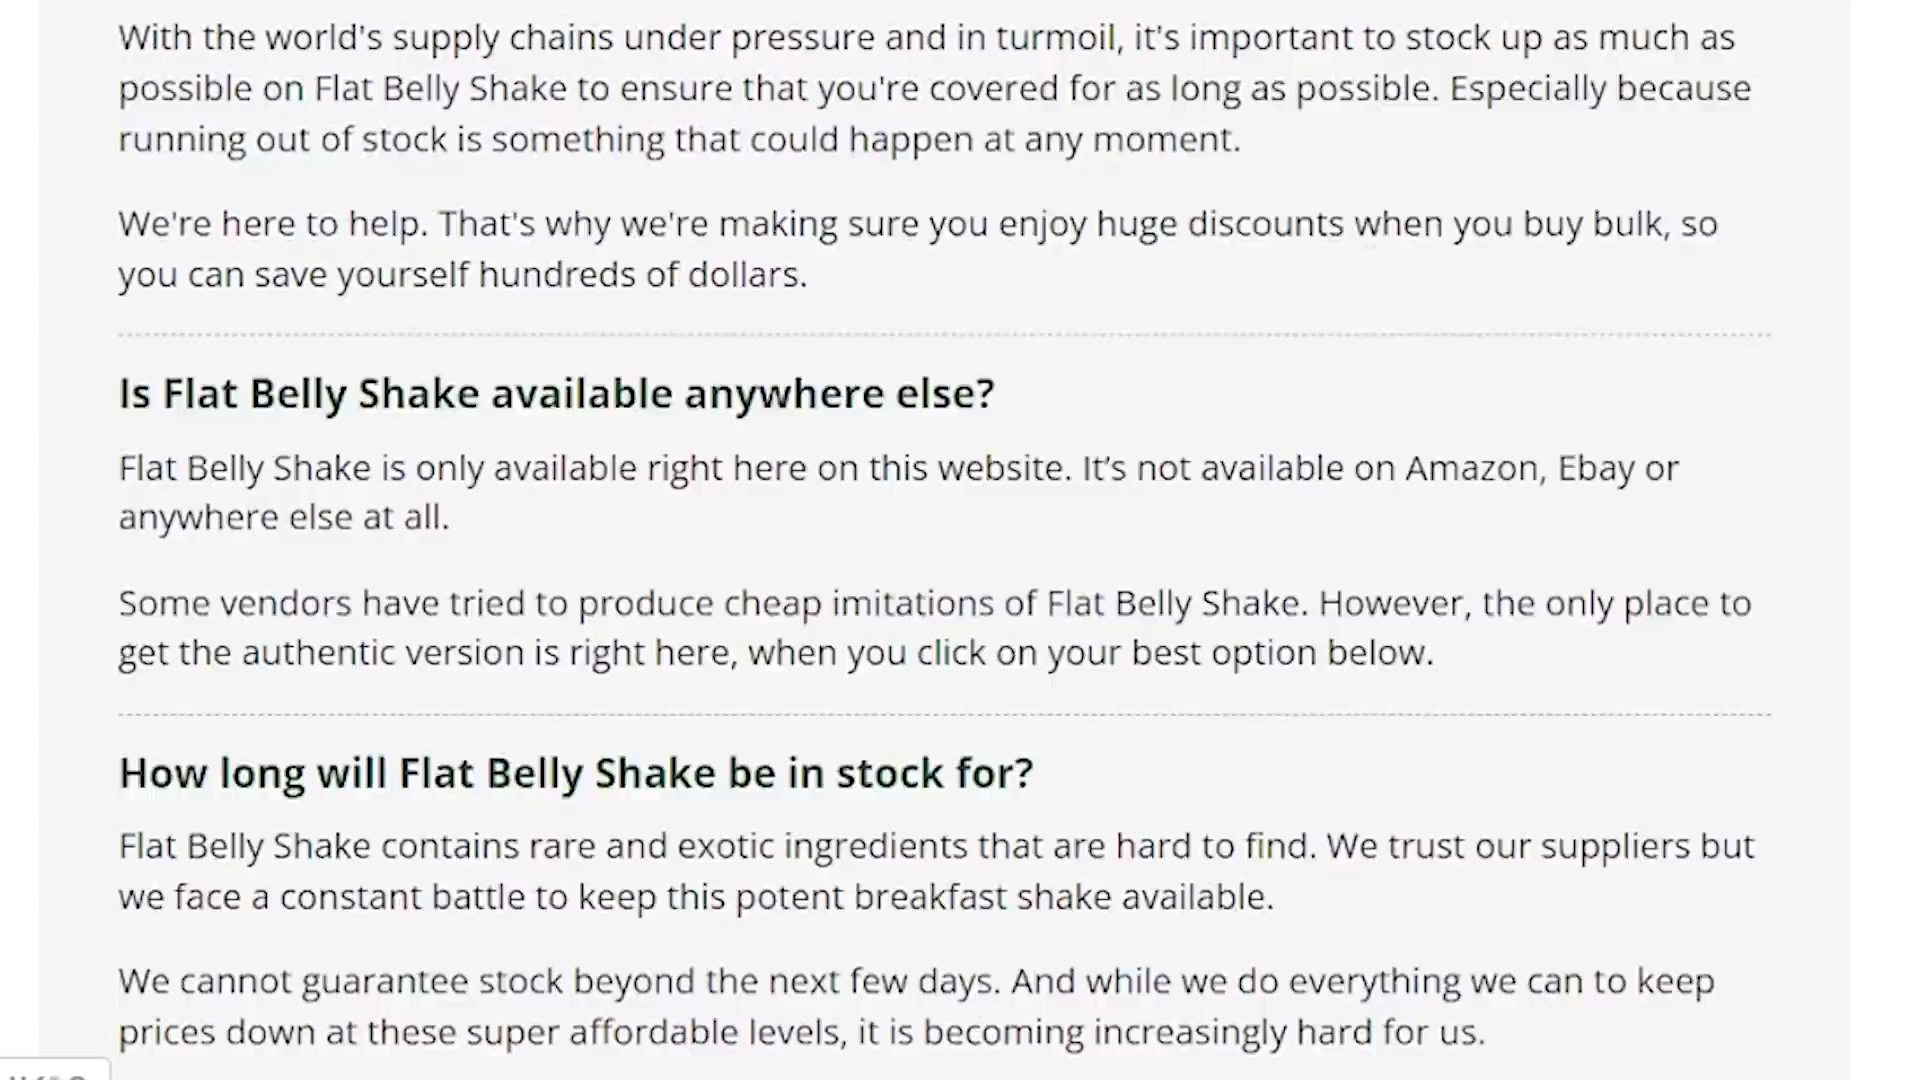 With the world's supply chains under pressure and in turmoil, it's important to stock up as much as
possible on Flat Belly Shake to ensure that you're covered for as long as possible. Especially because
running out of stock is something that could happen at any moment.
We're here to help. That's why we're making sure you enjoy huge discounts when you buy bulk, so
you can save yourself hundreds of dollars.
Is Flat Belly Shake available anywhere else?
Flat Belly Shake is only available right here on this website. It’s not available on Amazon, Ebay or
anywhere else at all.
Some vendors have tried to produce cheap imitations of Flat Belly Shake. However, the only place to
get the authentic version is right here, when you click on your best option below.
How long will Flat Belly Shake be in stock for?
Flat Belly Shake contains rare and exotic ingredients that are hard to find. We trust our suppliers but
we face a constant battle to keep this potent breakfast shake available.
We cannot guarantee stock beyond the next few days. And while we do everything we can to keep
prices down at these super affordable levels, it is becoming increasingly hard for us.